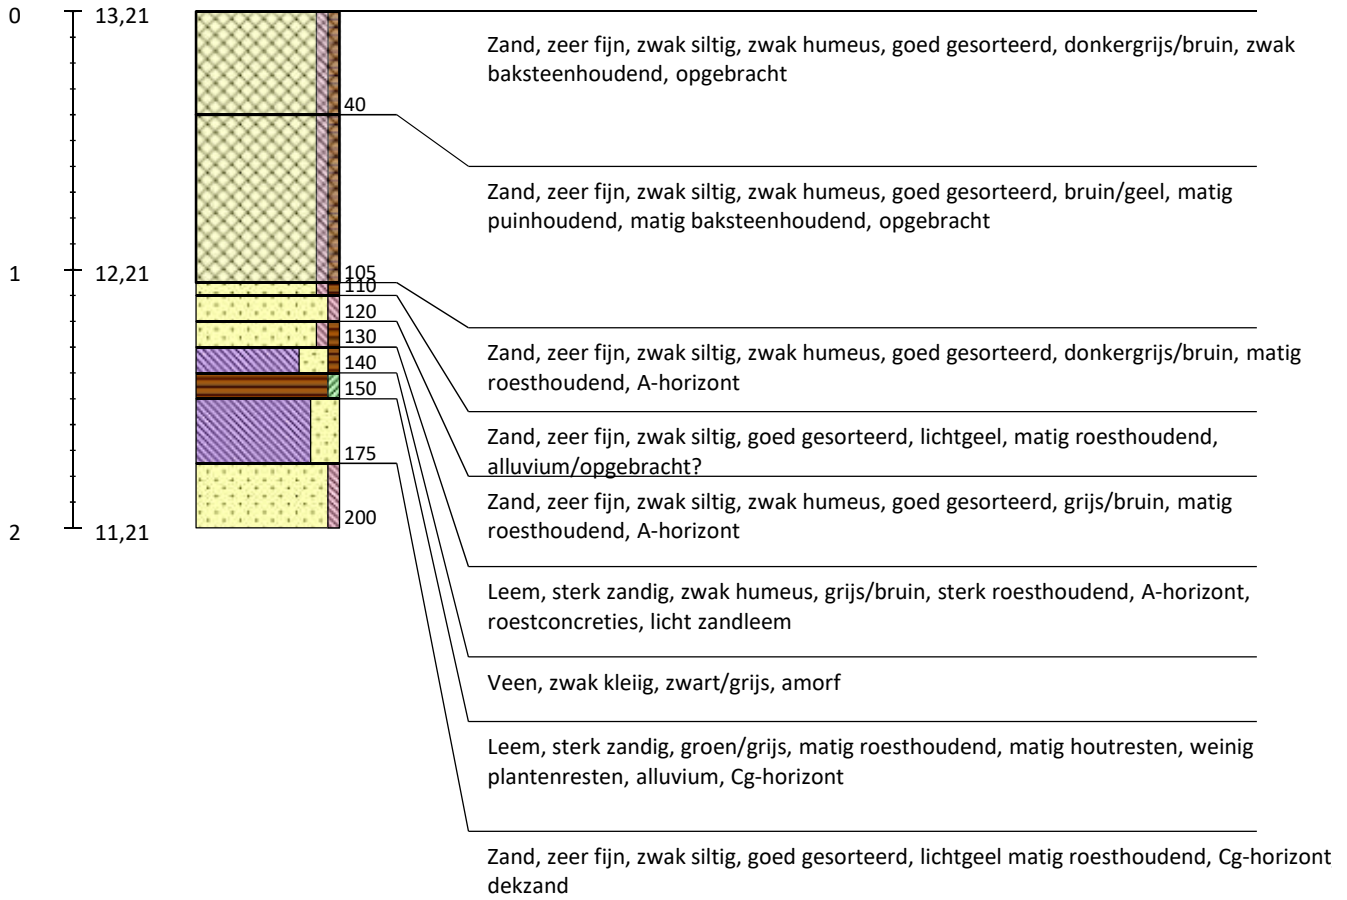 0 13,21
Zand, zeer fijn, zwak siltig, zwak humeus, goed gesorteerd, donkergrijs/bruin, zwak
baksteenhoudend, opgebracht
40
Zand, zeer fijn, zwak siltig, zwak humeus, goed gesorteerd, bruin/geel, matig
puinhoudend, matig baksteenhoudend, opgebracht
1 12,21
105
110
120
130
140
150
175
200
2 11,21
Zand, zeer fijn, zwak siltig, zwak humeus, goed gesorteerd, donkergrijs/bruin, matig
roesthoudend, A-horizont
Zand, zeer fijn, zwak siltig, goed gesorteerd, lichtgeel, matig roesthoudend,
alluvium/opgebracht?
Zand, zeer fijn, zwak siltig, zwak humeus, goed gesorteerd, grijs/bruin, matig
roesthoudend, A-horizont
Leem, sterk zandig, zwak humeus, grijs/bruin, sterk roesthoudend, A-horizont,
roestconcreties, licht zandleem
Veen, zwak kleiig, zwart/grijs, amorf
Leem, sterk zandig, groen/grijs, matig roesthoudend, matig houtresten, weinig
plantenresten, alluvium, Cg-horizont
Zand, zeer fijn, zwak siltig, goed gesorteerd, lichtgeel matig roesthoudend, Cg-horizont
dekzand